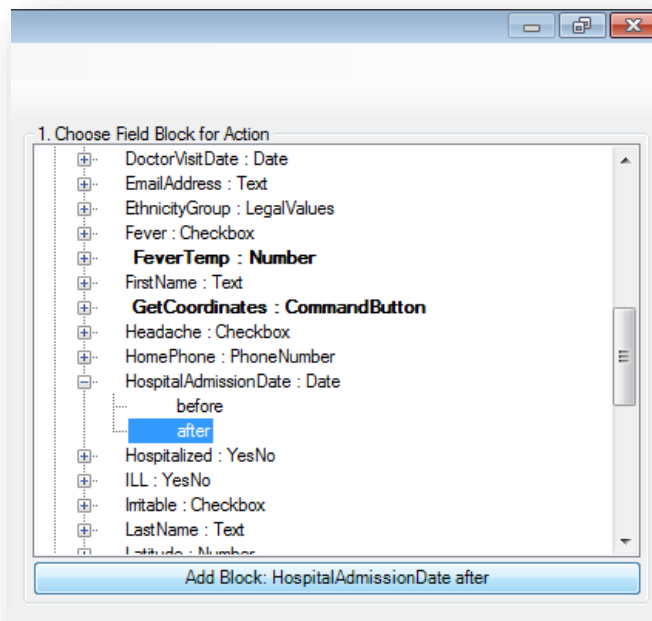 1. Choose Field Block for Action
DoctorVisitDate : Date
EmailAddress : Text
EthnicityGroup : LegalValues
Fever : Checkbox
FeverTemp : Number
FirstName : Text
GetCoordinates : CommandButton
Headache : Checkbox
HomePhone : PhoneNumber
HospitalAdmissionDate : Date
before
after
Hospitalized : YesNo
ILL : YesNo
Irritable : Checkbox
LastName : Text
Latitude : Number
Add Block: HospitalAdmissionDate after